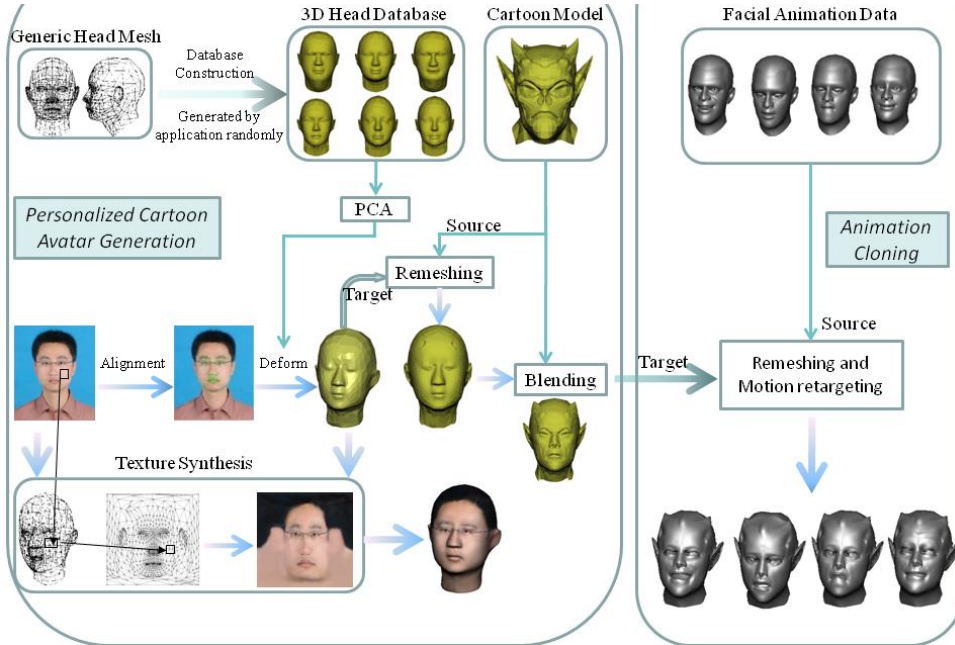 3D Head Database
Cartoon Model
Facial Animation Data
Generic Head Mesh
Database
Construction
Generated by
application randomly
Personalized Cartoon
Avatar Generation
PCA
Source
Remeshing
Target
Animation
Cloning
Alignment
Deform
Blending
Target
Source
Remeshing and
Motion retargeting
Texture Synthesis